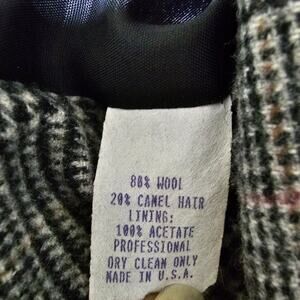 80% WOOL
20% CAMEL HAIR
LINING:
100% ACETATE
PROFESSIONAL
DRY CLEAN ONLY
MADE IN U.S.A.